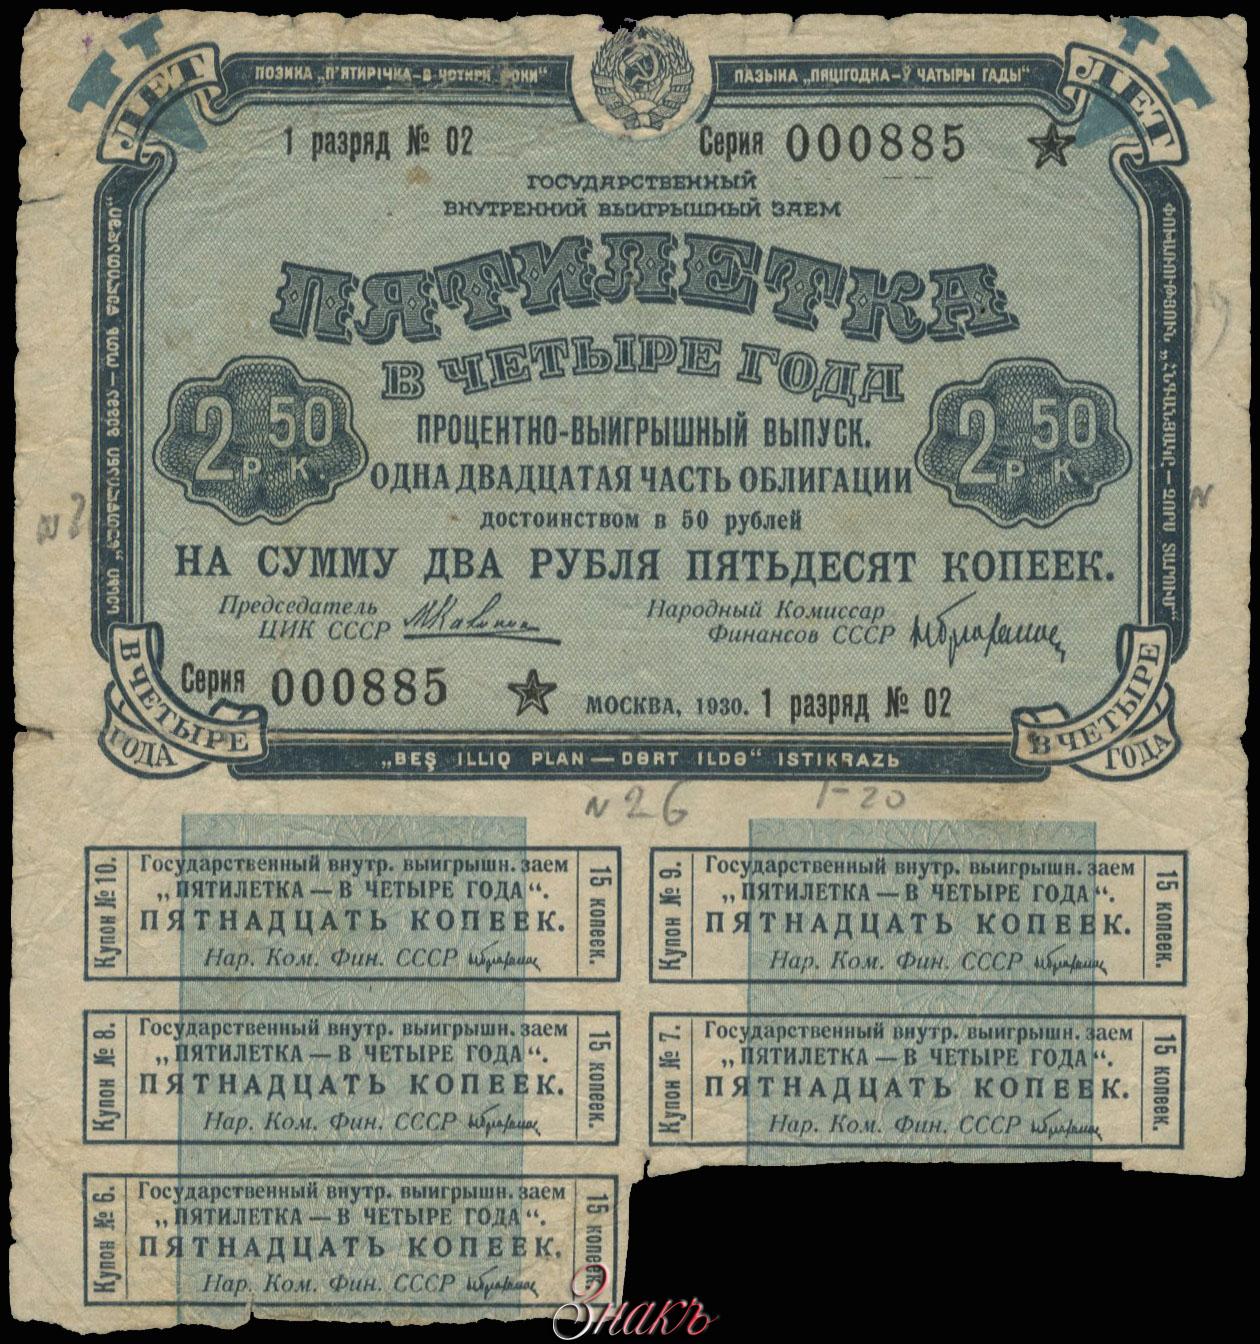 ПОЗИКА „П'ЯТИРІЧКА–В ЧОТИРИ РОКИ“
ПАЗЫКА „ПЯЦІГОДКА–У ЧАТЫРЫ ГАДЫ“
ЛЕТ
ЛЕТ
1 разряд № 02
Серия 000885
ГОСУДАРСТВЕННЫЙ
ВНУТРЕННИЙ ВЫИГРЫШНЫЙ ЗАЕМ
ПЯТИЛЕТКА
В ЧЕТЫРЕ ГОДА
2 Р 50 К.
2 Р 50 К.
ПРОЦЕНТНО-ВЫИГРЫШНЫЙ ВЫПУСК.
ОДНА ДВАДЦАТАЯ ЧАСТЬ ОБЛИГАЦИИ
достоинством в 50 рублей
НА СУММУ ДВА РУБЛЯ ПЯТЬДЕСЯТ КОПЕЕК.
Председатель
ЦИК СССР
Народный Комиссар
Финансов СССР
Серия 000885
МОСКВА, 1930. 1 разряд № 02
В ЧЕТЫРЕ
ГОДА
В ЧЕТЫРЕ
ГОДА
„BEŞ ILLIQ PLAN — DƏRT ILDƏ“ ISTIKRAZЬ
N 26
Г-20
Купон № 10.
Государственный внутр. выигрышн. заем
„ПЯТИЛЕТКА — В ЧЕТЫРЕ ГОДА“.
ПЯТНАДЦАТЬ КОПЕЕК.
Нар. Ком. Фин. СССР
15 копеек.
Купон № 9.
Государственный внутр. выигрышн. заем
„ПЯТИЛЕТКА — В ЧЕТЫРЕ ГОДА“.
ПЯТНАДЦАТЬ КОПЕЕК.
Нар. Ком. Фин. СССР
15 копеек.
Купон № 8.
Государственный внутр. выигрышн. заем
„ПЯТИЛЕТКА — В ЧЕТЫРЕ ГОДА“.
ПЯТНАДЦАТЬ КОПЕЕК.
Нар. Ком. Фин. СССР
15 копеек.
Купон № 7.
Государственный внутр. выигрышн. заем
„ПЯТИЛЕТКА — В ЧЕТЫРЕ ГОДА“.
ПЯТНАДЦАТЬ КОПЕЕК.
Нар. Ком. Фин. СССР
15 копеек.
Купон № 6.
Государственный внутр. выигрышн. заем
„ПЯТИЛЕТКА — В ЧЕТЫРЕ ГОДА“.
ПЯТНАДЦАТЬ КОПЕЕК.
Нар. Ком. Фин. СССР
15 копеек.
Знакъ